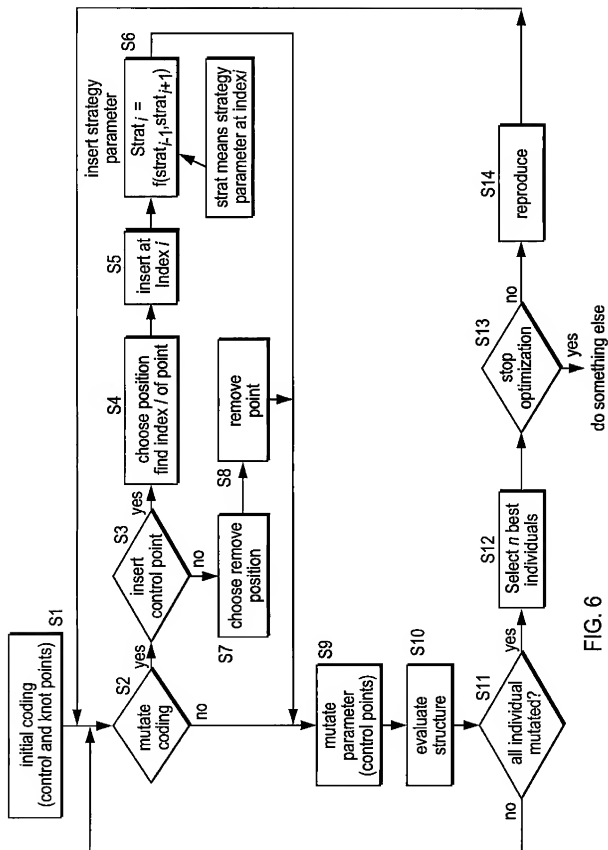 initial coding
(control and knot points)
S1
S2
mutate
coding
yes
no
S3
insert
control point
yes
no
S4
choose position
find index i of point
S5
insert at
Index i
insert strategy
parameter
S6
Strat i =
f(strat i-1,strat i+1)
strat means strategy
parameter at indexi
S7
choose remove
position
S8
remove
point
S9
mutate
parameter
(control points)
S10
evaluate
structure
S11
all individual
mutated?
no
yes
S12
Select n best
individuals
S13
stop
optimization
no
yes
do something else
S14
reproduce
FIG. 6